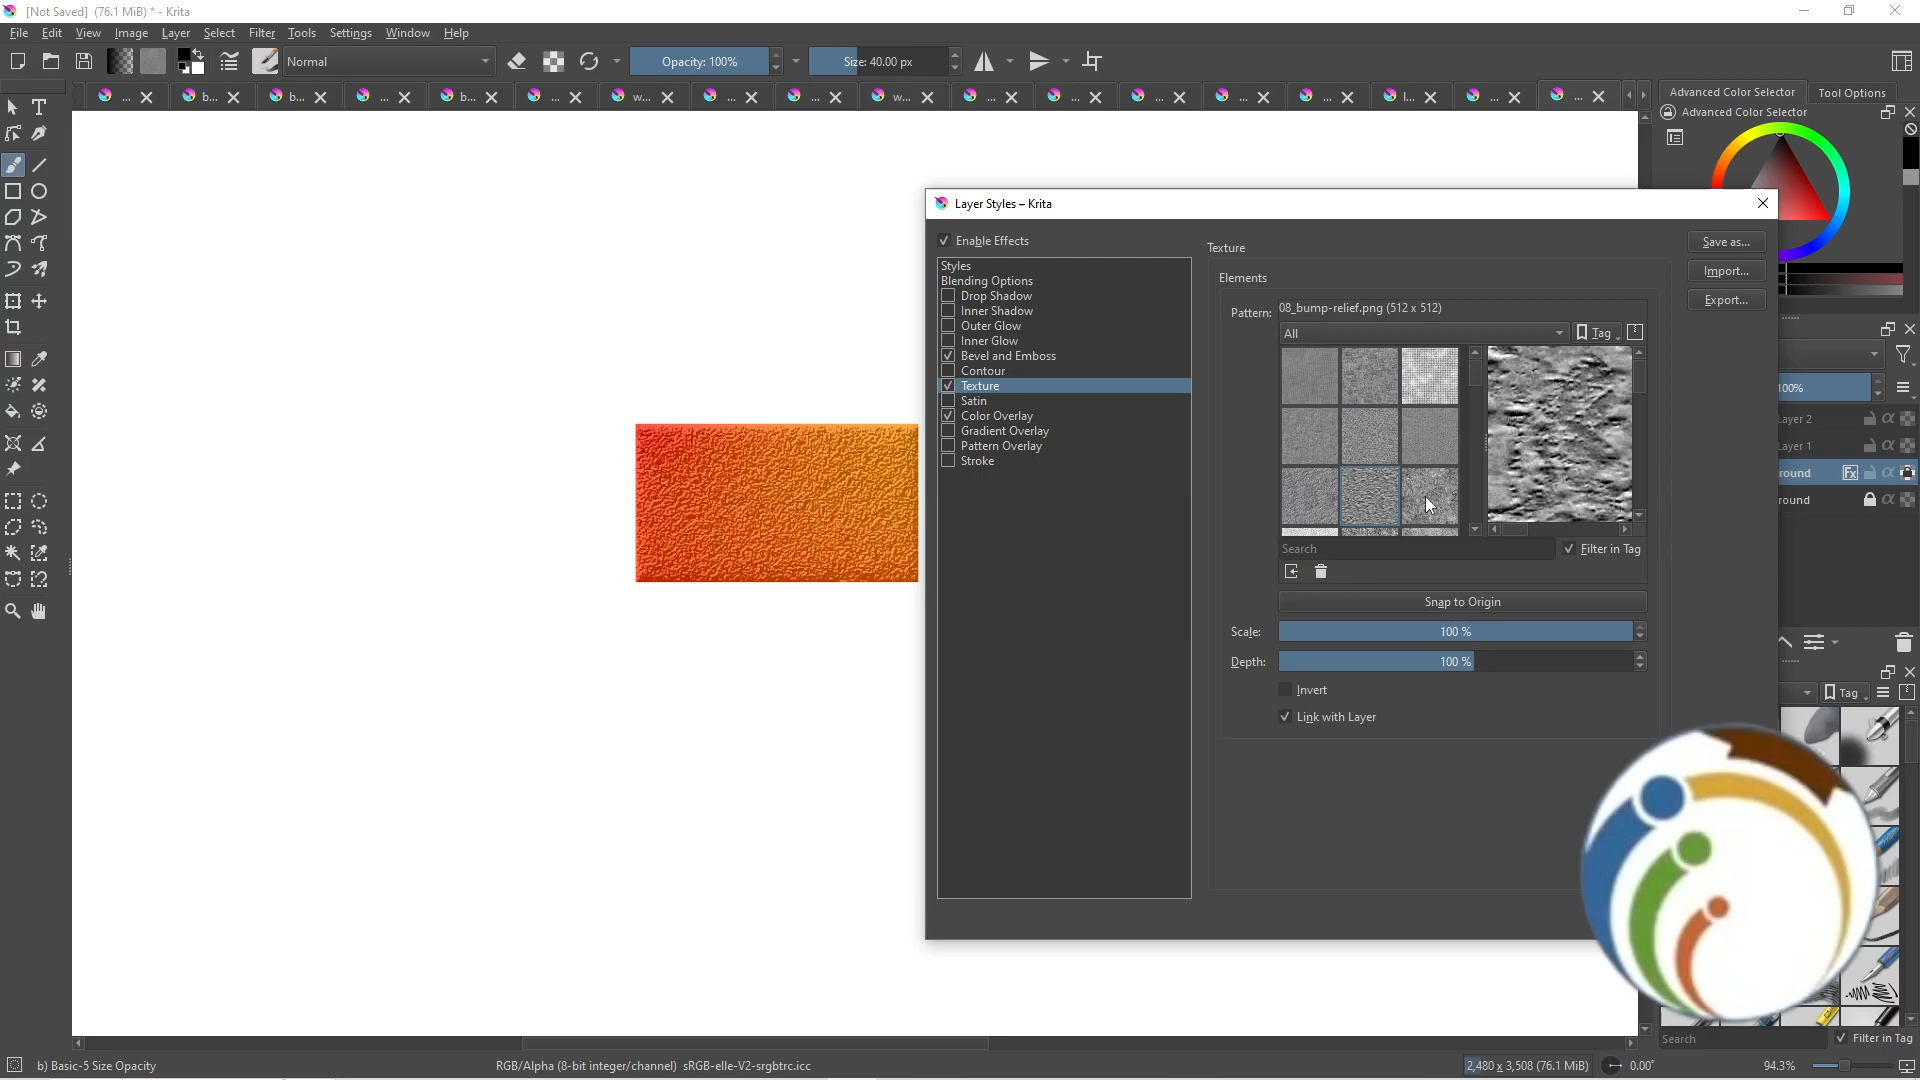 [Not Saved] (76.1 MiB) * - Krita
File Edit View Image Layer Select Filter Tools Settings Window Help
Normal
Opacity: 100%
Size: 40.00 px
... b... b... ... b... ... w... ... ... w... ... ... ... ... ... l... ... ...
Advanced Color Selector Tool Options
Advanced Color Selector
Layer Styles – Krita
Enable Effects
Styles
Blending Options
Drop Shadow
Inner Shadow
Outer Glow
Inner Glow
Bevel and Emboss
Contour
Texture
Satin
Color Overlay
Gradient Overlay
Pattern Overlay
Stroke
Texture
Elements
Pattern: 08_bump-relief.png (512 x 512)
All
Tag
Search
Filter in Tag
Snap to Origin
Scale: 100 %
Depth: 100 %
Invert
Link with Layer
Save as...
Import...
Export...
100%
ayer 2
ayer 1
round
round
Tag
Search
Filter in Tag
b) Basic-5 Size Opacity
RGB/Alpha (8-bit integer/channel) sRGB-elle-V2-srgbtrc.icc
2,480 x 3,508 (76.1 MiB)
0.00°
94.3%